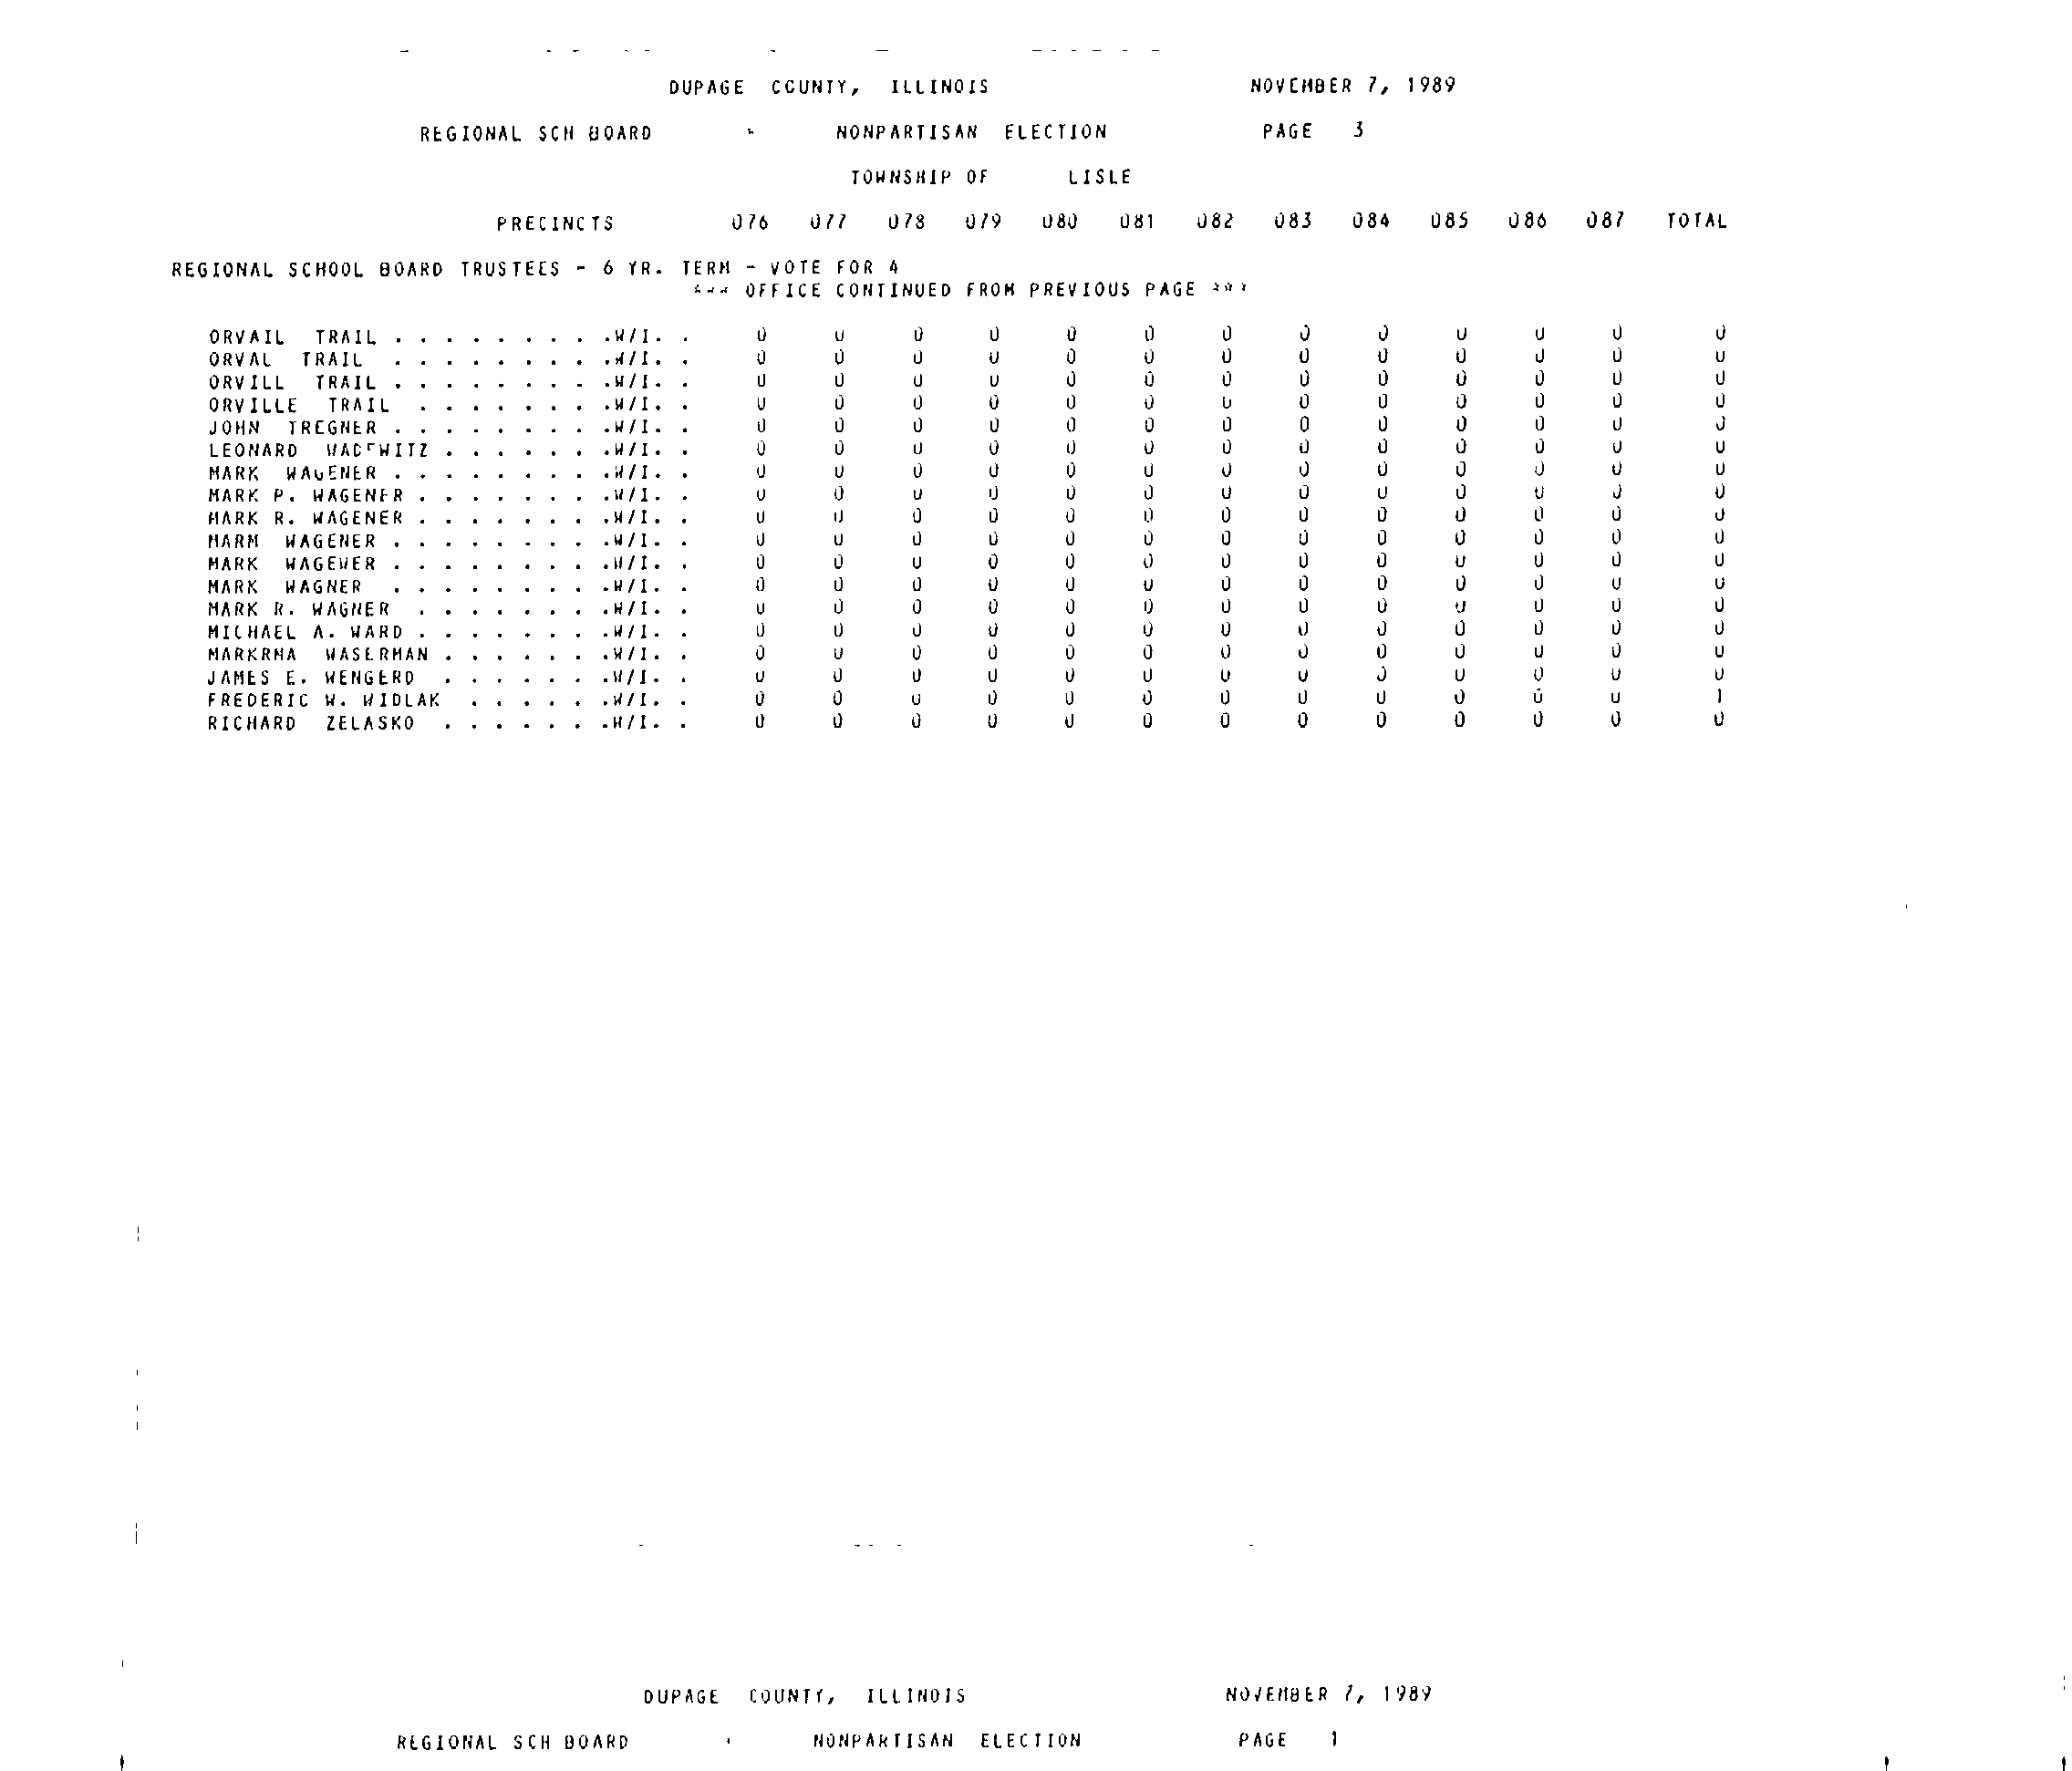 DUPAGE COUNTY, ILLINOIS NOVEMBER 7, 1989
REGIONAL SCH BOARD * NONPARTISAN ELECTION PAGE 3
TOWNSHIP OF LISLE
PRECINCTS 076 077 078 079 080 081 082 083 084 085 086 087 TOTAL
REGIONAL SCHOOL BOARD TRUSTEES - 6 YR. TERM - VOTE FOR 4
*** OFFICE CONTINUED FROM PREVIOUS PAGE ***
ORVAIL TRAIL . . . . . . . . .W/I. . 0 0 0 0 0 0 0 0 0 0 0 0 0
ORVAL TRAIL . . . . . . . . .W/I. . 0 0 0 0 0 0 0 0 0 0 0 0 0
ORVILL TRAIL . . . . . . . . .W/I. . 0 0 0 0 0 0 0 0 0 0 0 0 0
ORVILLE TRAIL . . . . . . . .W/I. . 0 0 0 0 0 0 0 0 0 0 0 0 0
JOHN TREGNER . . . . . . . . .W/I. . 0 0 0 0 0 0 0 0 0 0 0 0 0
LEONARD WADEWITZ . . . . . . .W/I. . 0 0 0 0 0 0 0 0 0 0 0 0 0
MARK WAGENER . . . . . . . . .W/I. . 0 0 0 0 0 0 0 0 0 0 0 0 0
MARK P. WAGENER . . . . . . . .W/I. . 0 0 0 0 0 0 0 0 0 0 0 0 0
MARK R. WAGENER . . . . . . . .W/I. . 0 0 0 0 0 0 0 0 0 0 0 0 0
MARM WAGENER . . . . . . . . .W/I. . 0 0 0 0 0 0 0 0 0 0 0 0 0
MARK WAGEWER . . . . . . . . .W/I. . 0 0 0 0 0 0 0 0 0 0 0 0 0
MARK WAGNER . . . . . . . . .W/I. . 0 0 0 0 0 0 0 0 0 0 0 0 0
MARK R. WAGNER . . . . . . . .W/I. . 0 0 0 0 0 0 0 0 0 0 0 0 0
MICHAEL A. WARD . . . . . . . .W/I. . 0 0 0 0 0 0 0 0 0 0 0 0 0
MARKRMA WASERMAN . . . . . . .W/I. . 0 0 0 0 0 0 0 0 0 0 0 0 0
JAMES E. WENGERD . . . . . . .W/I. . 0 0 0 0 0 0 0 0 0 0 0 0 0
FREDERIC W. WIDLAK . . . . . .W/I. . 0 0 0 0 0 0 0 0 0 0 0 0 1
RICHARD ZELASKO . . . . . . .W/I. . 0 0 0 0 0 0 0 0 0 0 0 0 0
DUPAGE COUNTY, ILLINOIS NOVEMBER 7, 1989
REGIONAL SCH BOARD NONPARTISAN ELECTION PAGE 1